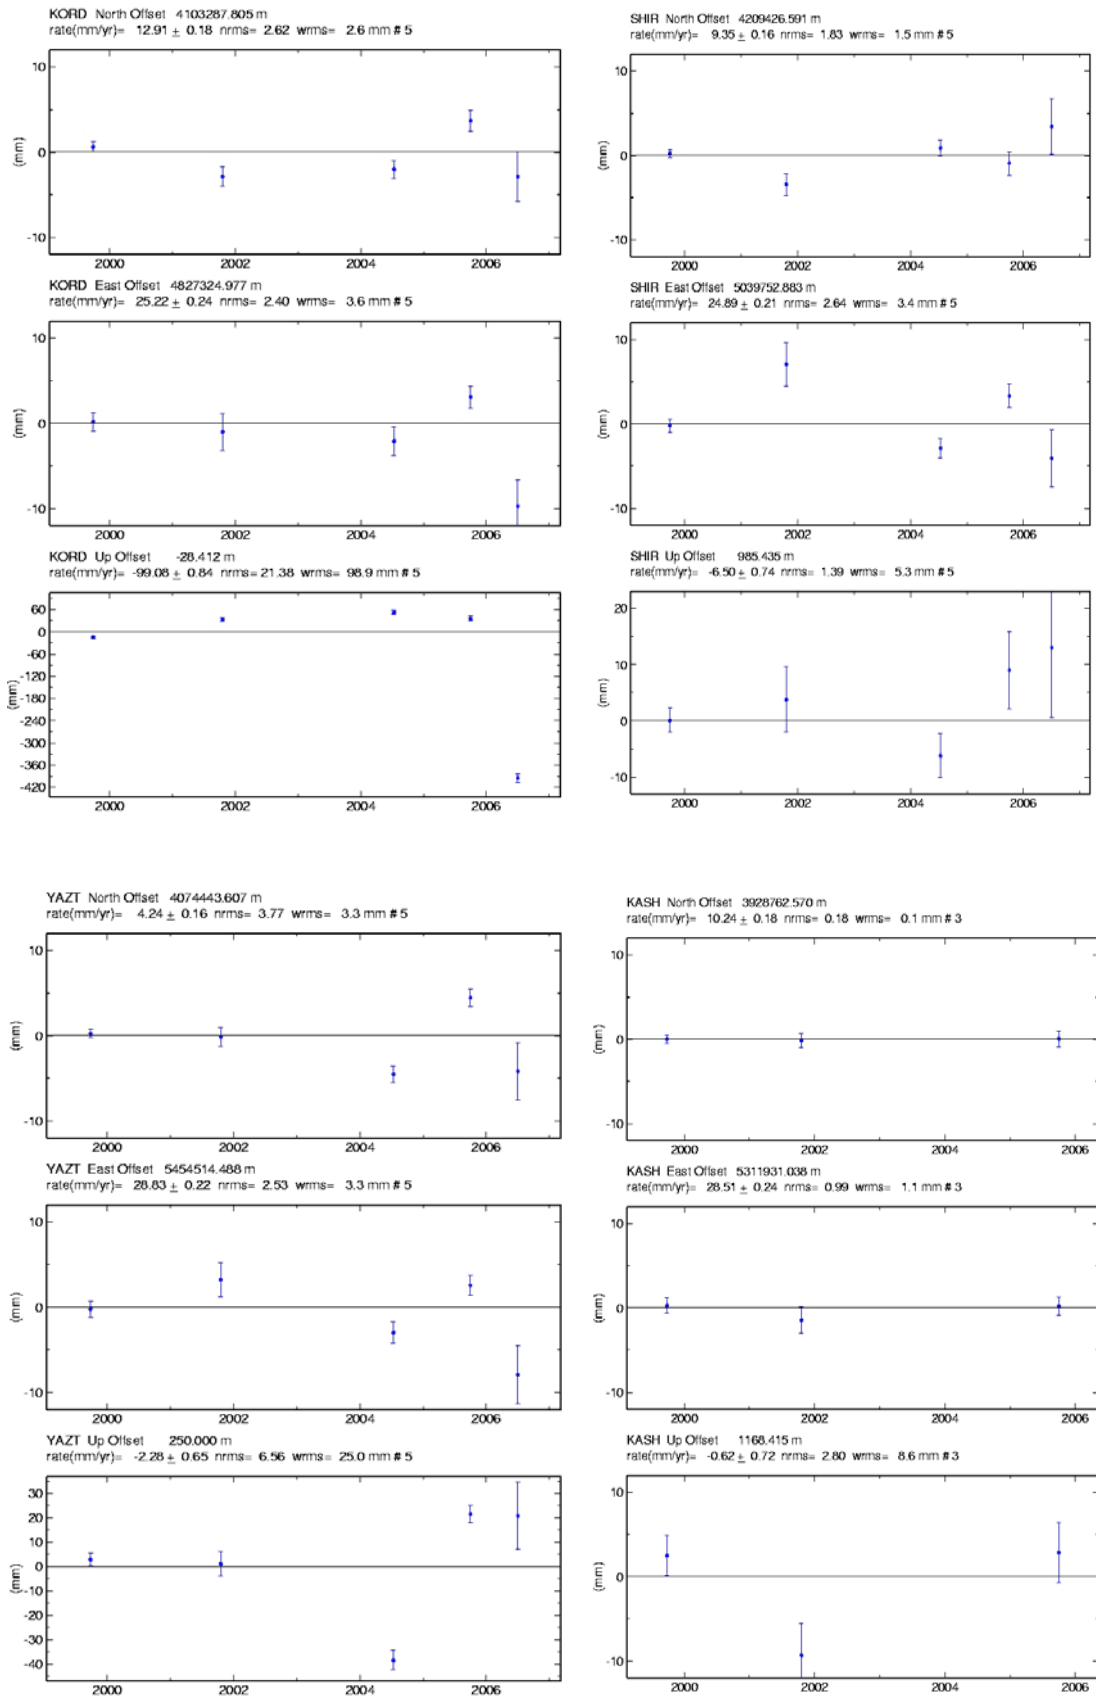 KORD North Offset 4103287.805 m
rate(mm/yr)= 12.91 ± 0.18 nrms= 2.62 wrms= 2.6 mm # 5
10
0
-10
(mm)
2000 2002 2004 2006
KORD East Offset 4827324.977 m
rate(mm/yr)= 25.22 ± 0.24 nrms= 2.40 wrms= 3.6 mm # 5
10
0
-10
(mm)
2000 2002 2004 2006
KORD Up Offset -28.412 m
rate(mm/yr)= -99.08 ± 0.84 nrms= 21.38 wrms= 98.9 mm # 5
60
0
-60
-120
-180
-240
-300
-360
-420
(mm)
2000 2002 2004 2006
SHIR North Offset 4209426.591 m
rate(mm/yr)= 9.35 ± 0.16 nrms= 1.83 wrms= 1.5 mm # 5
10
0
-10
(mm)
2000 2002 2004 2006
SHIR East Offset 5039752.883 m
rate(mm/yr)= 24.89 ± 0.21 nrms= 2.64 wrms= 3.4 mm # 5
10
0
-10
(mm)
2000 2002 2004 2006
SHIR Up Offset 985.435 m
rate(mm/yr)= -6.50 ± 0.74 nrms= 1.39 wrms= 5.3 mm # 5
20
10
0
-10
(mm)
2000 2002 2004 2006
YAZT North Offset 4074443.607 m
rate(mm/yr)= 4.24 ± 0.16 nrms= 3.77 wrms= 3.3 mm # 5
10
0
-10
(mm)
2000 2002 2004 2006
YAZT East Offset 5454514.488 m
rate(mm/yr)= 28.83 ± 0.22 nrms= 2.53 wrms= 3.3 mm # 5
10
0
-10
(mm)
2000 2002 2004 2006
YAZT Up Offset 250.000 m
rate(mm/yr)= -2.28 ± 0.65 nrms= 6.56 wrms= 25.0 mm # 5
30
20
10
0
-10
-20
-30
-40
(mm)
2000 2002 2004 2006
KASH North Offset 3928762.570 m
rate(mm/yr)= 10.24 ± 0.18 nrms= 0.18 wrms= 0.1 mm # 3
10
0
-10
(mm)
2000 2002 2004 2006
KASH East Offset 5311931.038 m
rate(mm/yr)= 28.51 ± 0.24 nrms= 0.99 wrms= 1.1 mm # 3
10
0
-10
(mm)
2000 2002 2004 2006
KASH Up Offset 1168.415 m
rate(mm/yr)= -0.62 ± 0.72 nrms= 2.80 wrms= 8.6 mm # 3
10
0
-10
(mm)
2000 2002 2004 2006